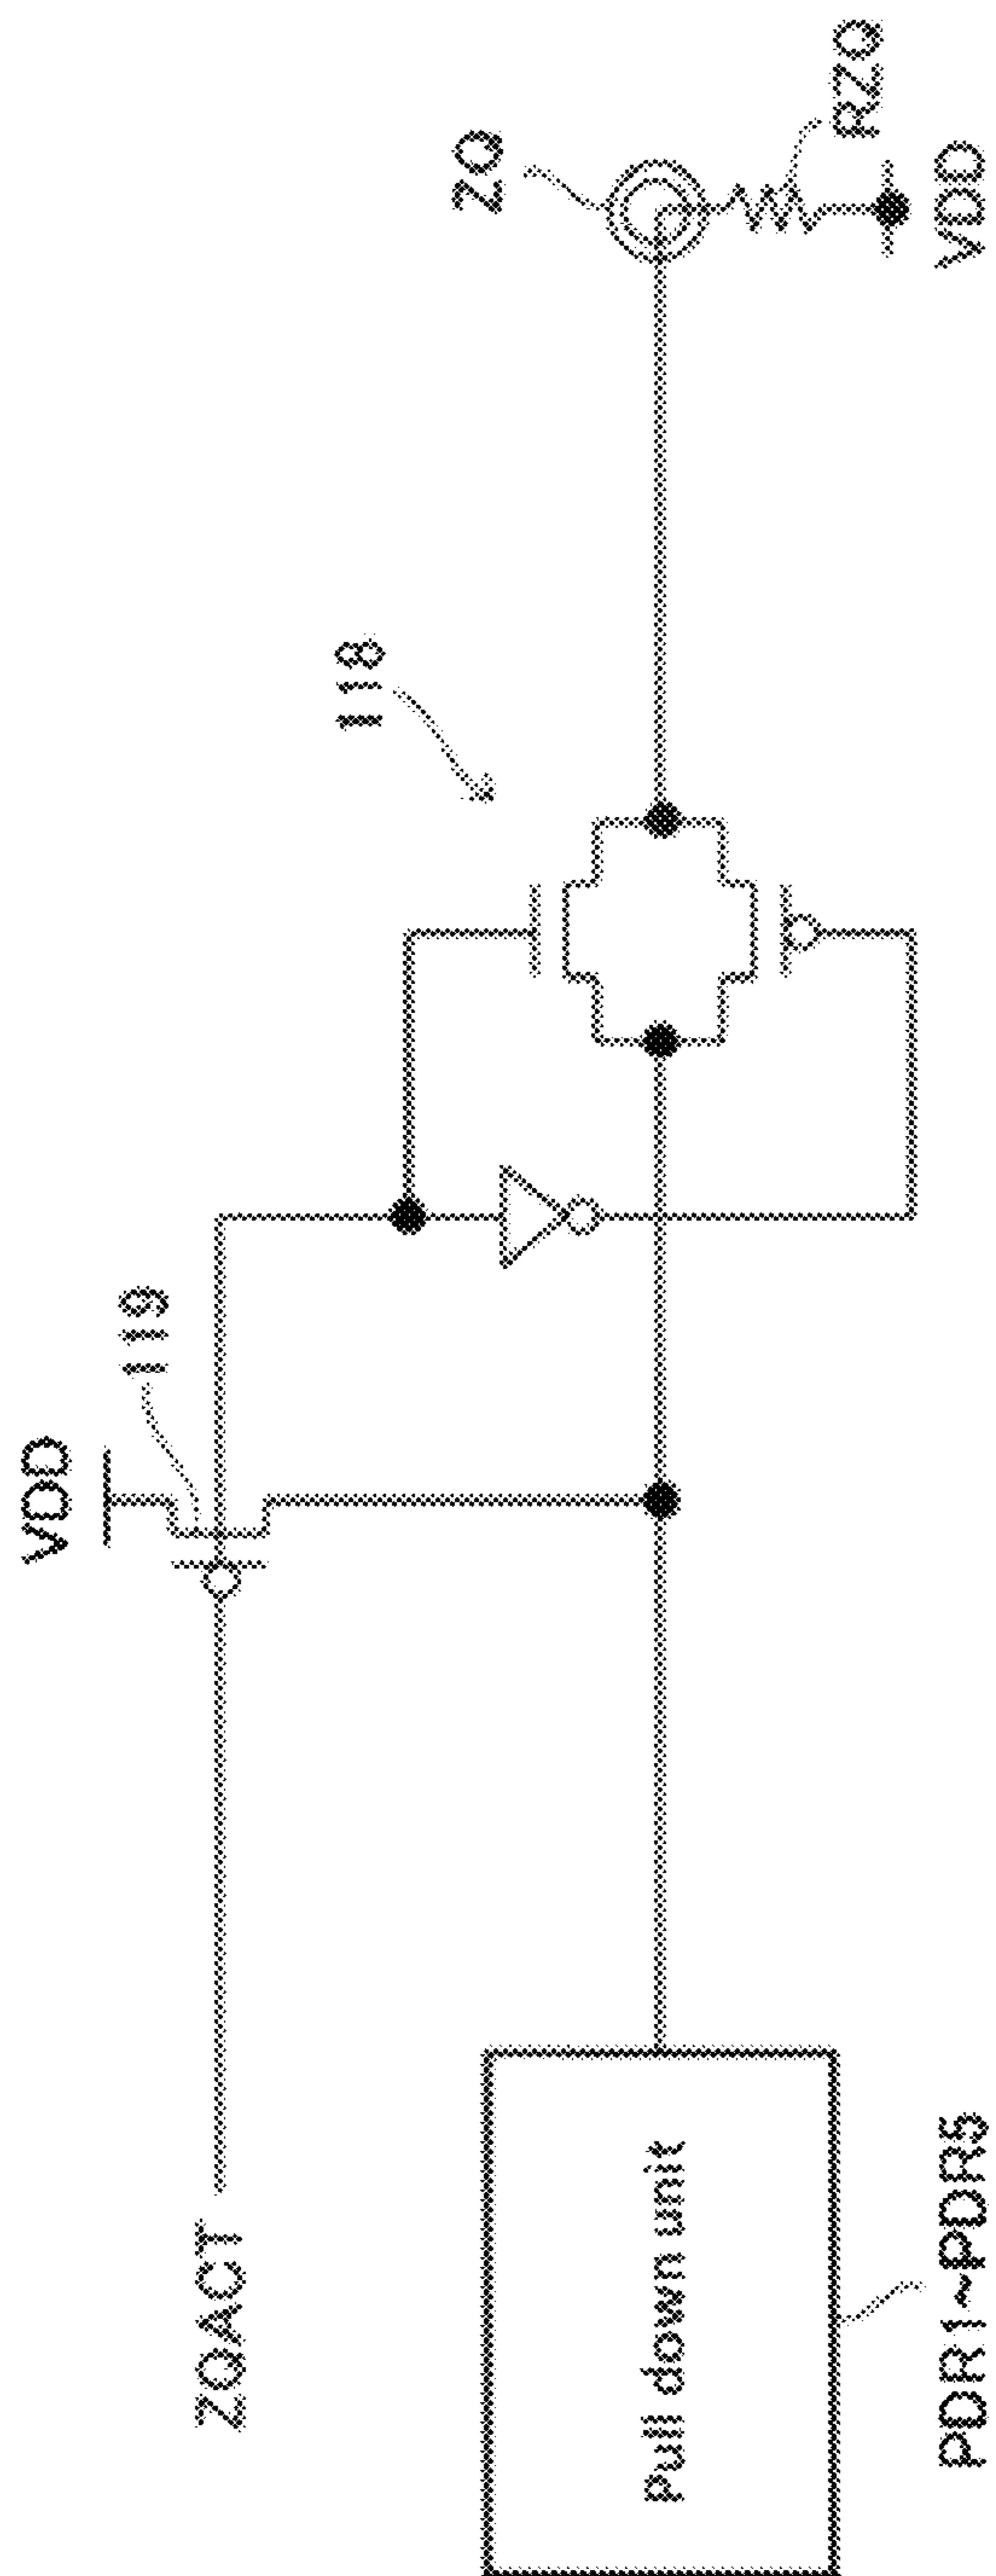 VDD
119
ZQACT
118
ZQ
RZQ
VDD
Pull down unit
PDR1~PDR5